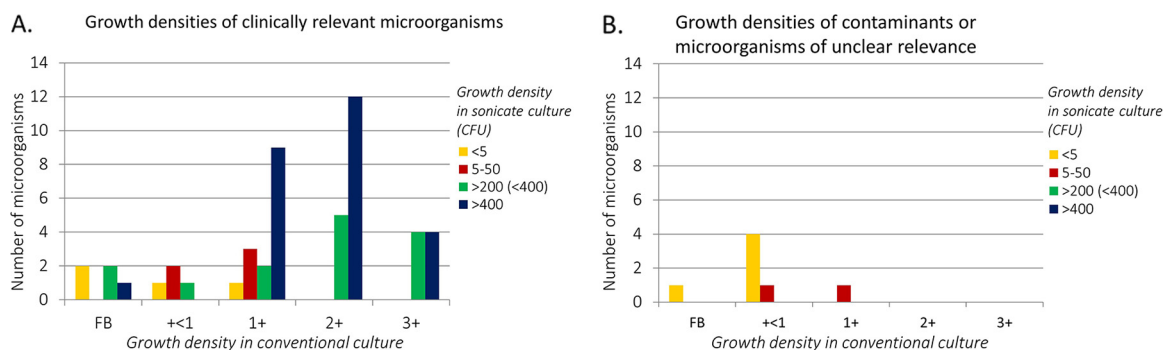 A.
Growth densities of clinically relevant microorganisms
Number of microorganisms
14
12
10
8
6
4
2
0
FB
+<1
1+
2+
3+
Growth density in conventional culture
Growth density
in sonicate culture
(CFU)
<5
5-50
>200 (<400)
>400
B.
Growth densities of contaminants or
microorganisms of unclear relevance
Number of microorganisms
14
12
10
8
6
4
2
0
FB
+<1
1+
2+
3+
Growth density in conventional culture
Growth density
in sonicate culture
(CFU)
<5
5-50
>200 (<400)
>400